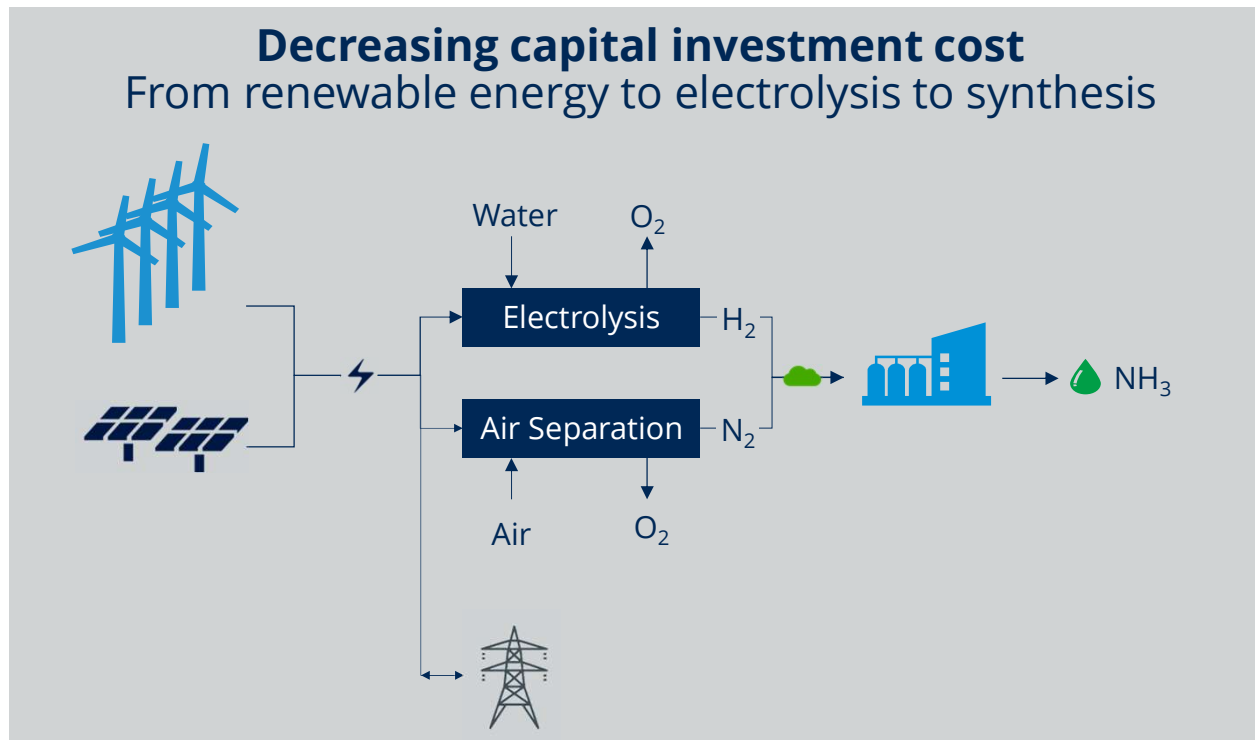 Decreasing capital investment cost
From renewable energy to electrolysis to synthesis
Water
O₂
Electrolysis
H₂
NH₃
Air Separation
N₂
Air
O₂